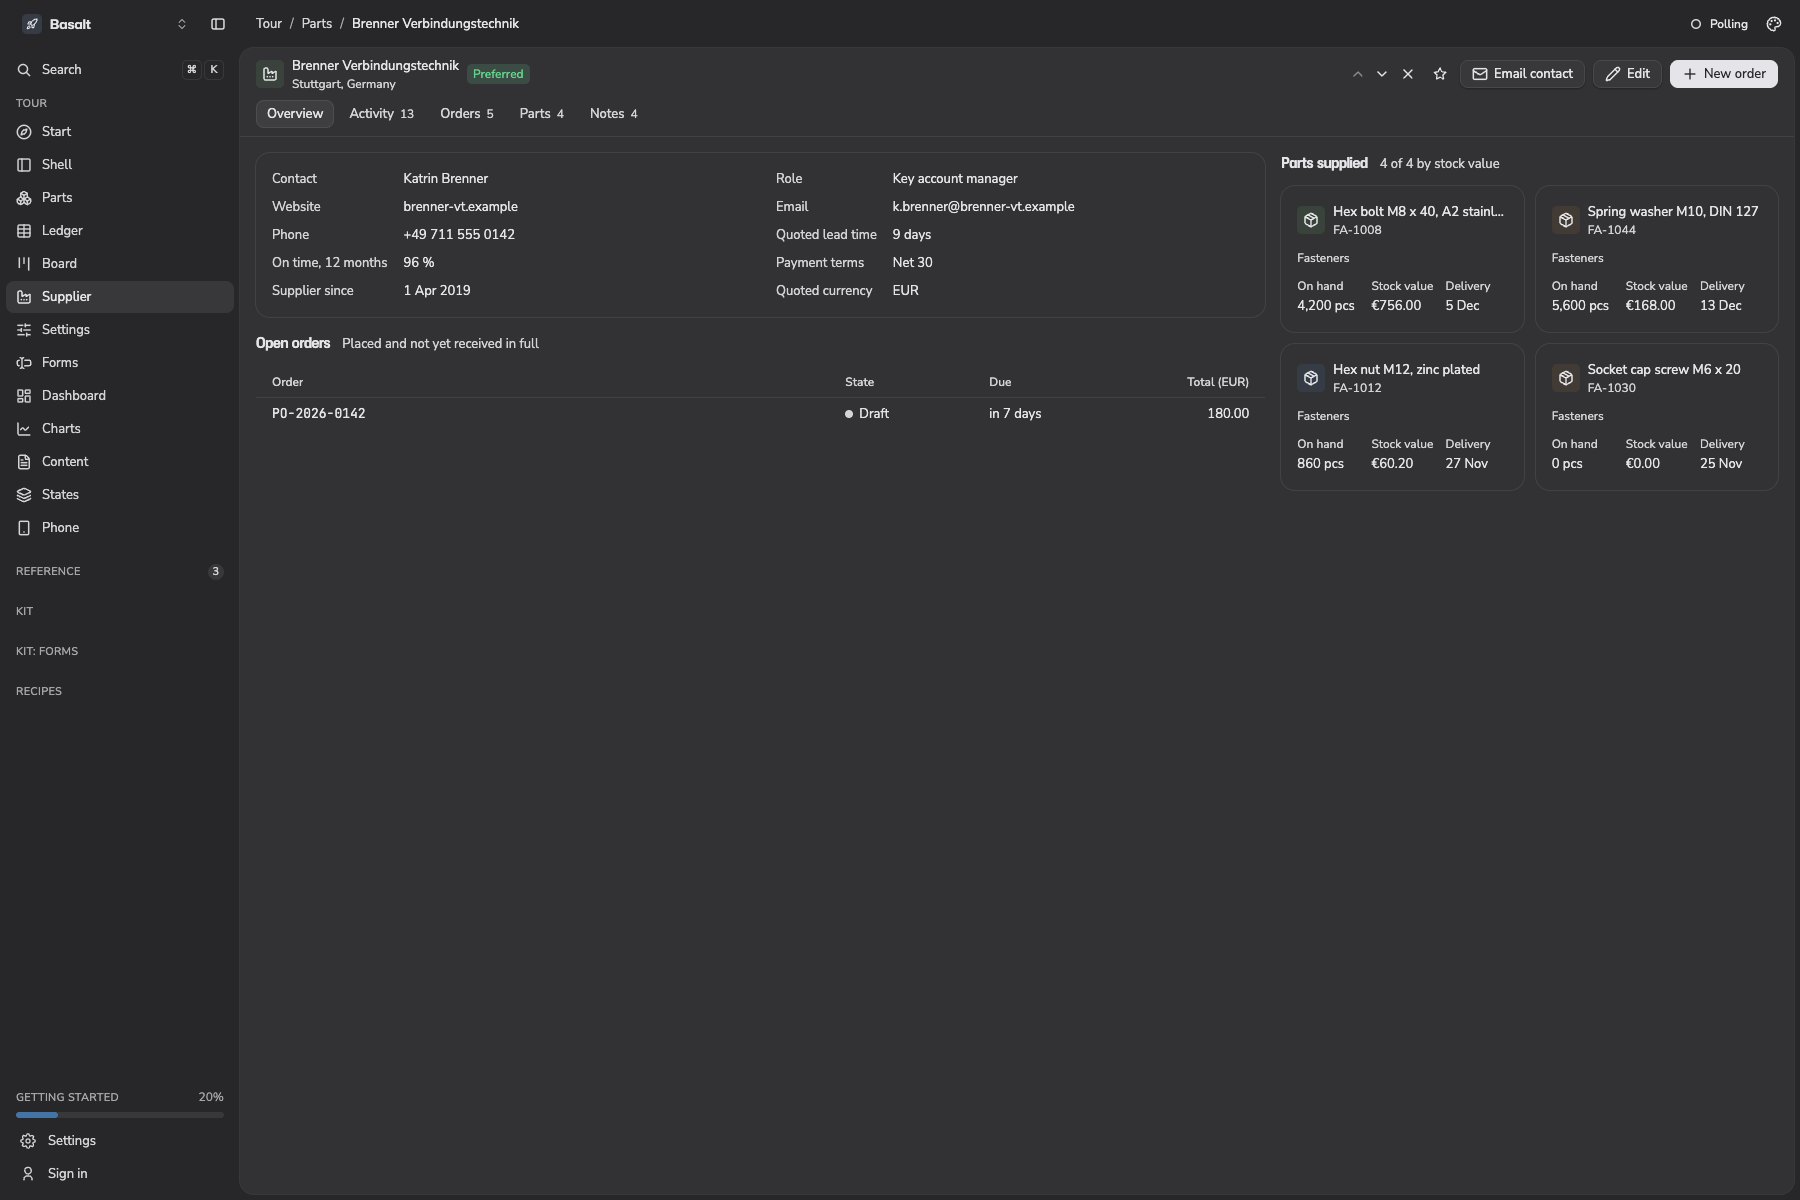 Basalt
Search ⌘ K
TOUR
Start
Shell
Parts
Ledger
Board
Supplier
Settings
Forms
Dashboard
Charts
Content
States
Phone
REFERENCE 3
KIT
KIT: FORMS
RECIPES
GETTING STARTED 20%
Settings
Sign in
Tour / Parts / Brenner Verbindungstechnik
Polling
Brenner Verbindungstechnik
Stuttgart, Germany
Preferred
Email contact
Edit
New order
Overview Activity 13 Orders 5 Parts 4 Notes 4
Contact Katrin Brenner Role Key account manager
Website brenner-vt.example Email k.brenner@brenner-vt.example
Phone +49 711 555 0142 Quoted lead time 9 days
On time, 12 months 96 % Payment terms Net 30
Supplier since 1 Apr 2019 Quoted currency EUR
Open orders Placed and not yet received in full
Order State Due Total (EUR)
PO-2026-0142 Draft in 7 days 180.00
Parts supplied 4 of 4 by stock value
Hex bolt M8 x 40, A2 stainl...
FA-1008
Fasteners
On hand Stock value Delivery
4,200 pcs €756.00 5 Dec
Spring washer M10, DIN 127
FA-1044
Fasteners
On hand Stock value Delivery
5,600 pcs €168.00 13 Dec
Hex nut M12, zinc plated
FA-1012
Fasteners
On hand Stock value Delivery
860 pcs €60.20 27 Nov
Socket cap screw M6 x 20
FA-1030
Fasteners
On hand Stock value Delivery
0 pcs €0.00 25 Nov